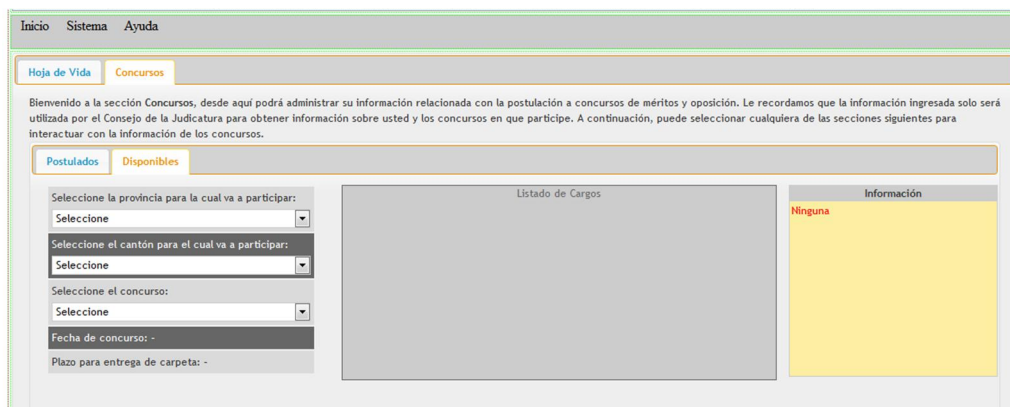 Inicio Sistema Ayuda
Hoja de Vida Concursos
Bienvenido a la sección Concursos, desde aquí podrá administrar su información relacionada con la postulación a concursos de méritos y oposición. Le recordamos que la información ingresada solo será
utilizada por el Consejo de la Judicatura para obtener información sobre usted y los concursos en que participe. A continuación, puede seleccionar cualquiera de las secciones siguientes para
interactuar con la información de los concursos.
Postulados Disponibles
Seleccione la provincia para la cual va a participar:
Seleccione
Seleccione el cantón para el cual va a participar:
Seleccione
Seleccione el concurso:
Seleccione
Fecha de concurso: -
Plazo para entrega de carpeta: -
Listado de Cargos
Información
Ninguna